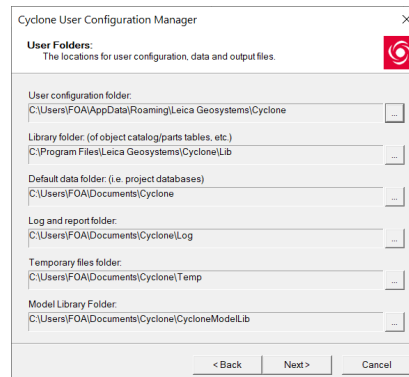 Cyclone User Configuration Manager
User Folders:
The locations for user configuration, data and output files.
User configuration folder:
C:\Users\FOA\AppData\Roaming\Leica Geosystems\Cyclone
...
Library folder: (of object catalog/parts tables, etc.)
C:\Program Files\Leica Geosystems\Cyclone\Lib
...
Default data folder: (i.e. project databases)
C:\Users\FOA\Documents\Cyclone
...
Log and report folder:
C:\Users\FOA\Documents\Cyclone\Log
...
Temporary files folder:
C:\Users\FOA\Documents\Cyclone\Temp
...
Model Library Folder:
C:\Users\FOA\Documents\Cyclone\CycloneModelLib
...
< Back Next > Cancel